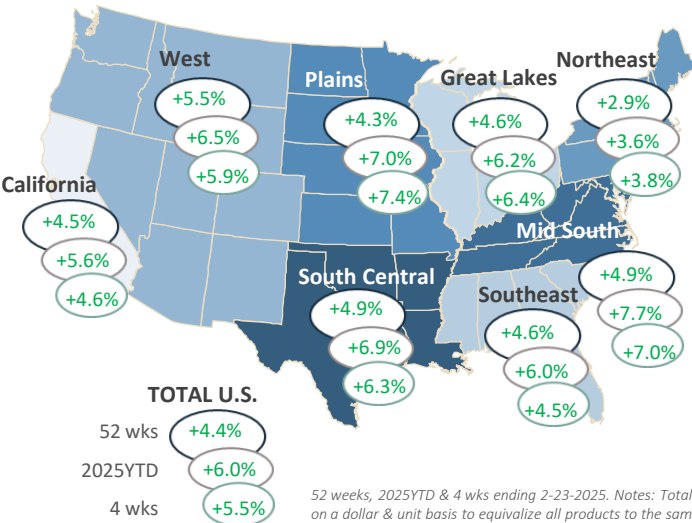 West
+5.5%
+6.5%
+5.9%
Plains
+4.3%
+7.0%
+7.4%
Great Lakes
+4.6%
+6.2%
+6.4%
Northeast
+2.9%
+3.6%
+3.8%
California
+4.5%
+5.6%
+4.6%
South Central
+4.9%
+6.9%
+6.3%
Southeast
+4.6%
+6.0%
+4.5%
Mid South
+4.9%
+7.7%
+7.0%
TOTAL U.S.
52 wks +4.4%
2025YTD +6.0%
4 wks +5.5%
52 weeks, 2025YTD & 4 wks ending 2-23-2025. Notes: Total
on a dollar & unit basis to equivalize all products to the sam